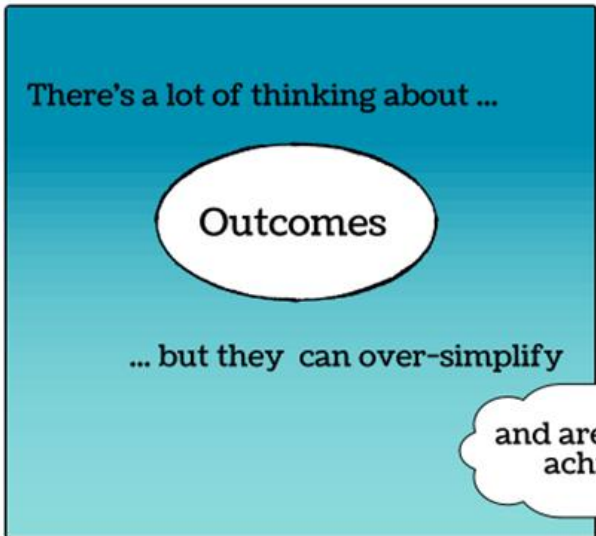 There's a lot of thinking about ...
Outcomes
... but they can over-simplify
and are